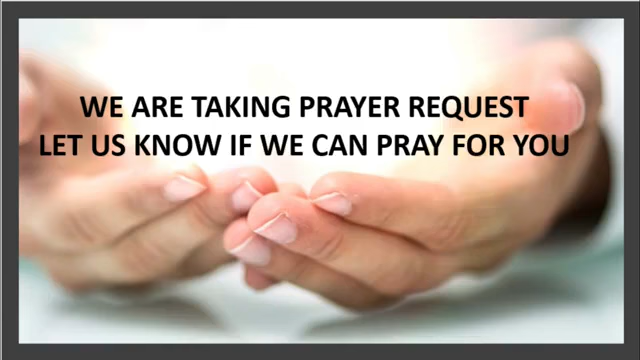 WE ARE TAKING PRAYER REQUEST
LET US KNOW IF WE CAN PRAY FOR YOU